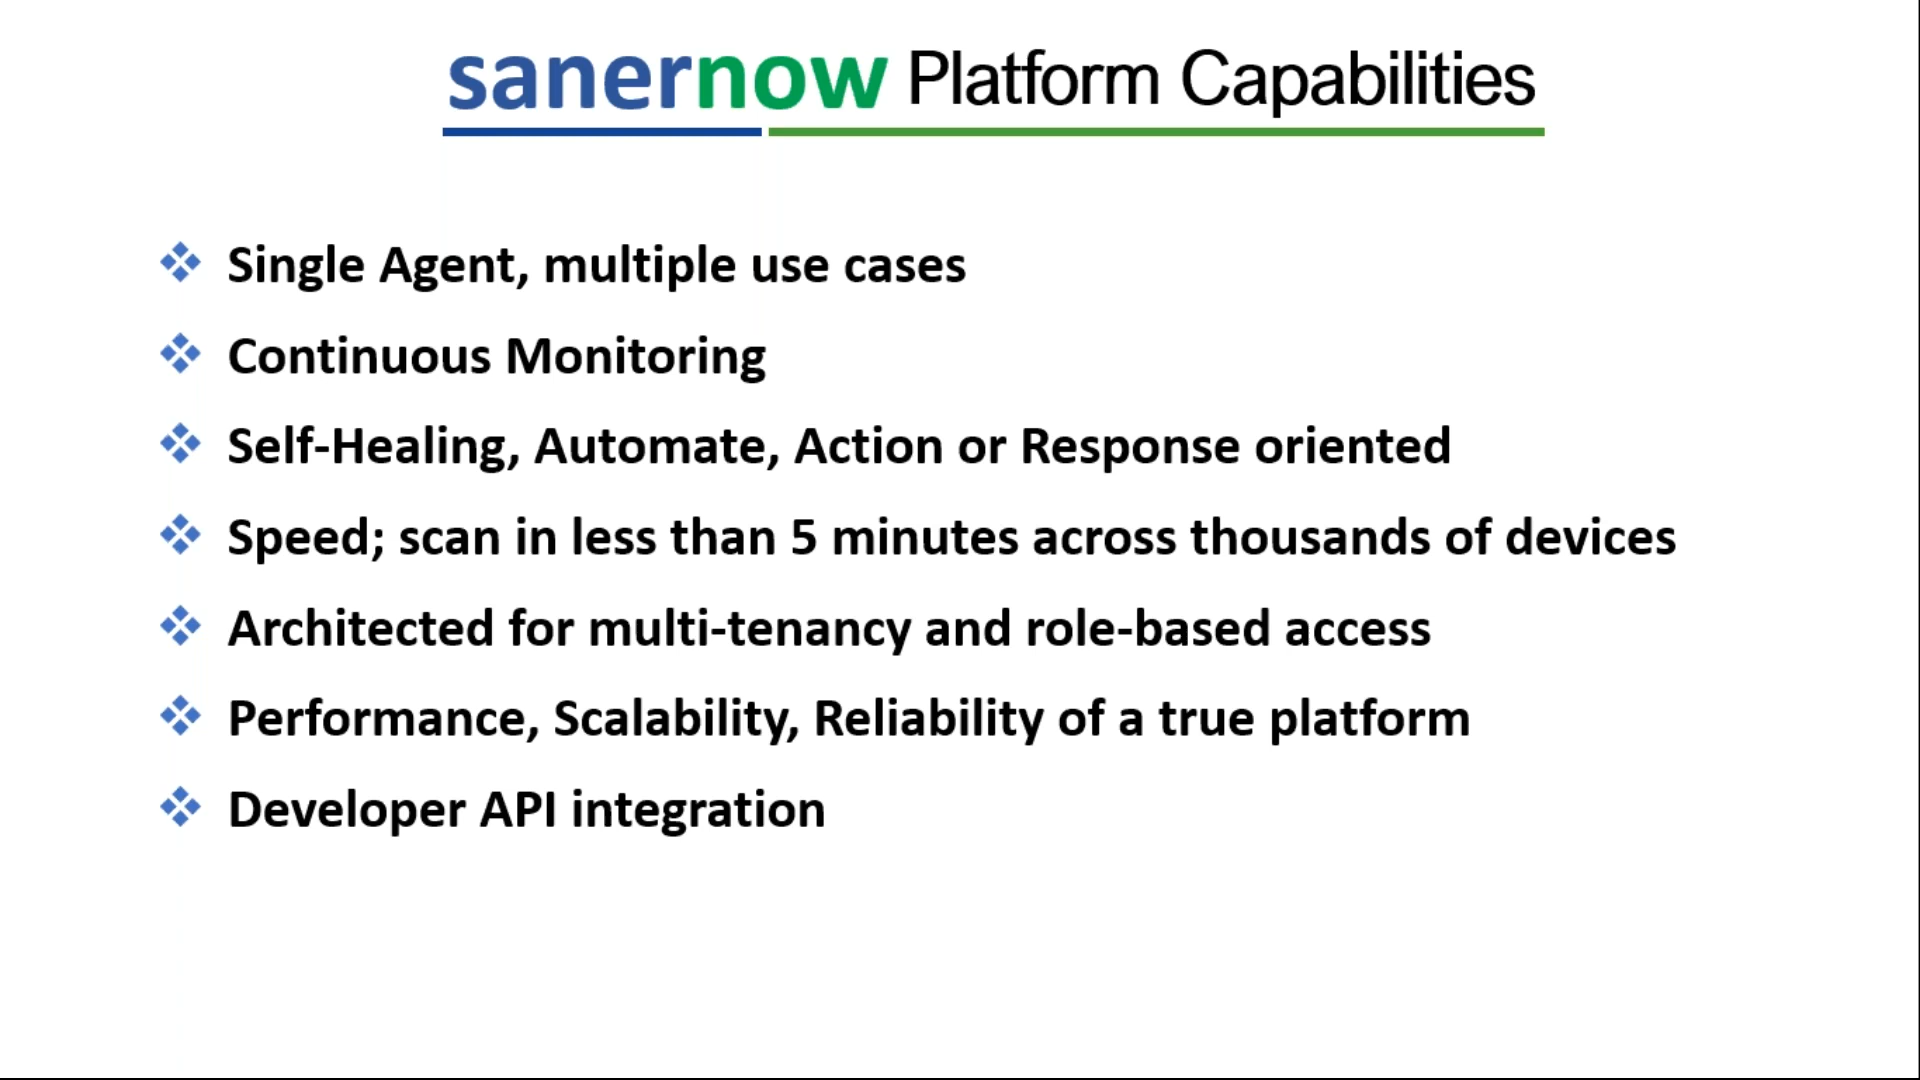 sanernow Platform Capabilities
Single Agent, multiple use cases
Continuous Monitoring
Self-Healing, Automate, Action or Response oriented
Speed; scan in less than 5 minutes across thousands of devices
Architected for multi-tenancy and role-based access
Performance, Scalability, Reliability of a true platform
Developer API integration